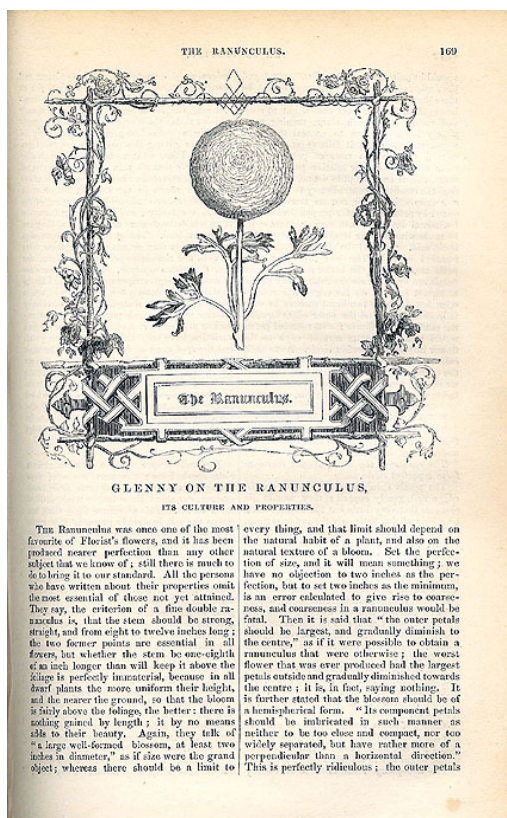 THE RANUNCULUS.
169
The Ranunculus.
GLENNY ON THE RANUNCULUS,
ITS CULTURE AND PROPERTIES.
THE Ranunculus was once one of the most
favourite of Florist's flowers, and it has been
produced nearer perfection than any other
subject that we know of; still there is much to
do to bring it to our standard. All the persons
who have written about their properties omit
the most essential of those not yet attained.
They say, the criterion of a fine double ra-
nunculus is, that the stem should be strong,
straight, and from eight to twelve inches long;
the two former points are essential in all
flowers, but whether the stem be one-eighth
of an inch longer than will keep it above the
foliage is perfectly immaterial, because in all
dwarf plants the more uniform their height,
and the nearer the ground, so that the bloom
is fairly above the foliage, the better: there is
nothing gained by length; it by no means
adds to their beauty. Again, they talk of
"a large well-formed blossom, at least two
inches in diameter," as if size were the grand
object; whereas there should be a limit to
every thing, and that limit should depend on
the natural habit of a plant, and also on the
natural texture of a bloom. Set the perfec-
tion of size, and it will mean something; we
have no objection to two inches as the per-
fection, but to set two inches as the minimum,
is an error calculated to give rise to coarse-
ness, and coarseness in a ranunculus would be
fatal. Then it is said that "the outer petals
should be largest, and gradually diminish to
the centre," as if it were possible to obtain a
ranunculus that were otherwise; the worst
flower that was ever produced had the largest
petals outside and gradually diminished towards
the centre; it is, in fact, saying nothing. It
is further stated that the blossom should be of
a hemispherical form. "Its component petals
should be imbricated in such manner as
neither to be too close and compact, nor too
widely separated, but have rather more of a
perpendicular than a horizontal direction."
This is perfectly ridiculous; the outer petals